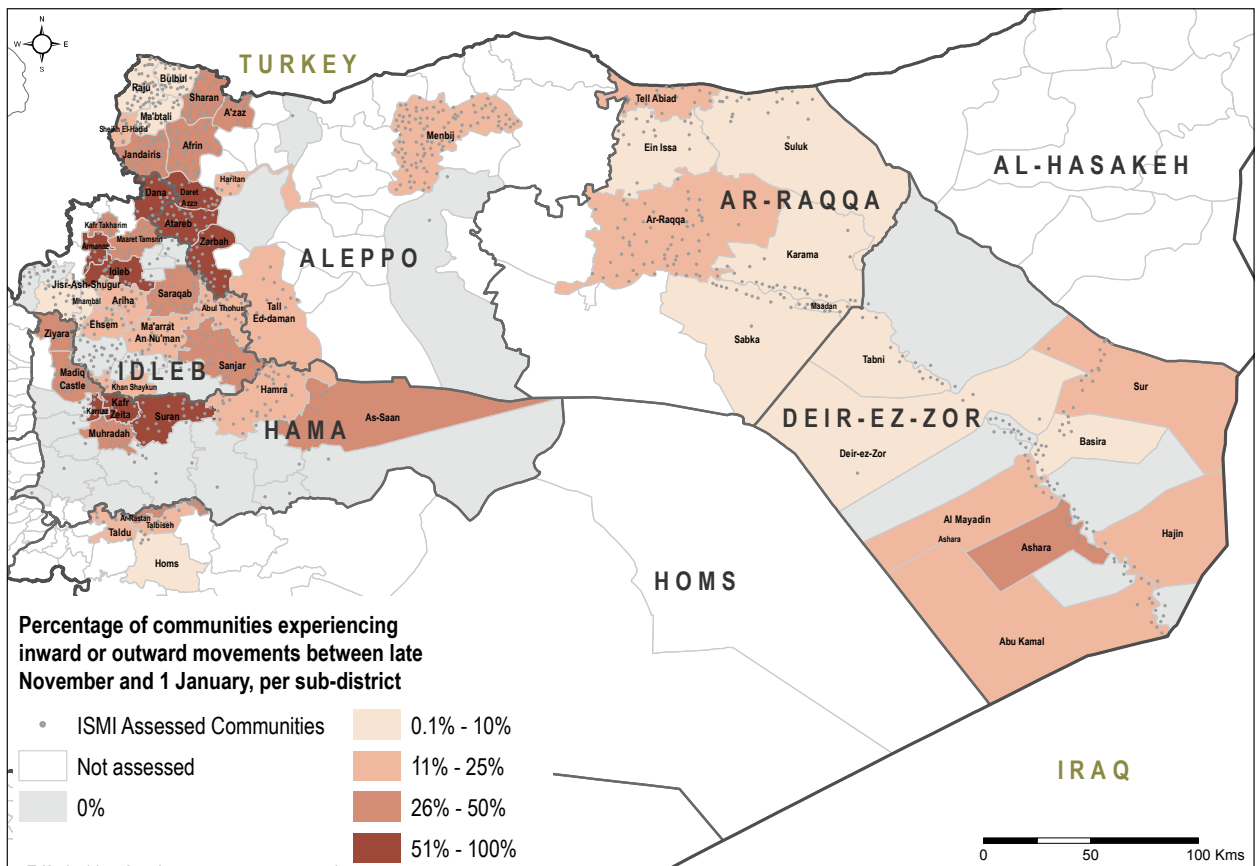 N
W E
S
TURKEY
Bulbul
Raju
Sharan
A'zaz
Ma'btali
Sheikh El-Hadid
Afrin
Jandairis
Tell Abiad
Menbij
Ein Issa
Suluk
AL-HASAKEH
Dana
Daret
Azza
Haritan
AR-RAQQA
Atareb
Ar-Raqqa
Kafr Takharim
Maaret Tamsrin
Armanaz
Zarbah
ALEPPO
Karama
Idleb
Jisr-Ash-Shugur
Mhambal
Ariha
Saraqab
Abul Thohur
Tall
Ed-daman
Maadan
Ehsem
Ma'arrat
An Nu'man
Ziyara
Sabka
Tabni
IDLEB
Sanjar
Madiq
Castle
Khan Shaykun
Hamra
Sur
Karnaz
Kafr
Zeita
Suran
As-Saan
HAMA
DEIR-EZ-ZOR
Muhradah
Basira
Deir-ez-Zor
Ar-Rastan
Talbiseh
Taldu
Al Mayadin
Hajin
Ashara
Ashara
Homs
HOMS
Abu Kamal
Percentage of communities experiencing
inward or outward movements between late
November and 1 January, per sub-district
ISMI Assessed Communities
Not assessed
0%
0.1% - 10%
11% - 25%
26% - 50%
51% - 100%
IRAQ
0 50 100 Kms